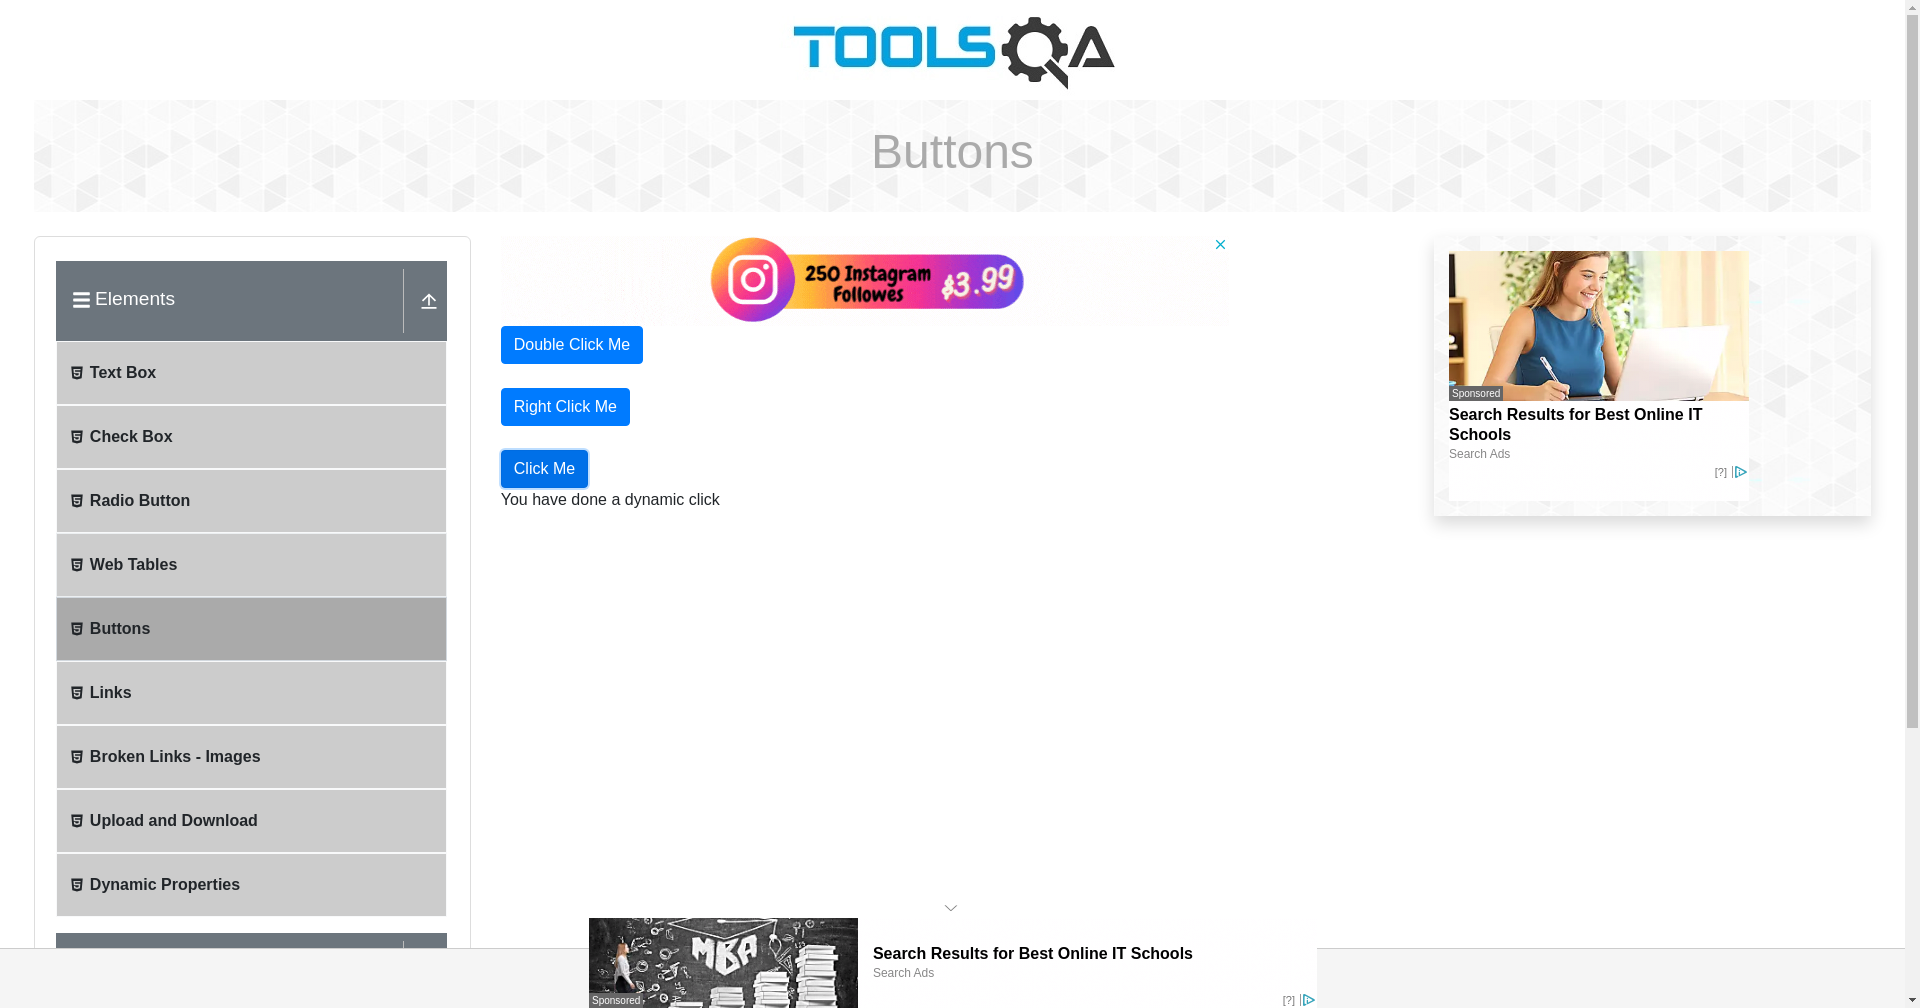 TOOLSQA
Buttons
Elements
Text Box
Check Box
Radio Button
Web Tables
Buttons
Links
Broken Links - Images
Upload and Download
Dynamic Properties
250 Instagram
Followes
$3.99
Double Click Me
Right Click Me
Click Me
You have done a dynamic click
Sponsored
Search Results for Best Online IT
Schools
Search Ads
[?]
MBA
Sponsored
Search Results for Best Online IT Schools
Search Ads
[?]